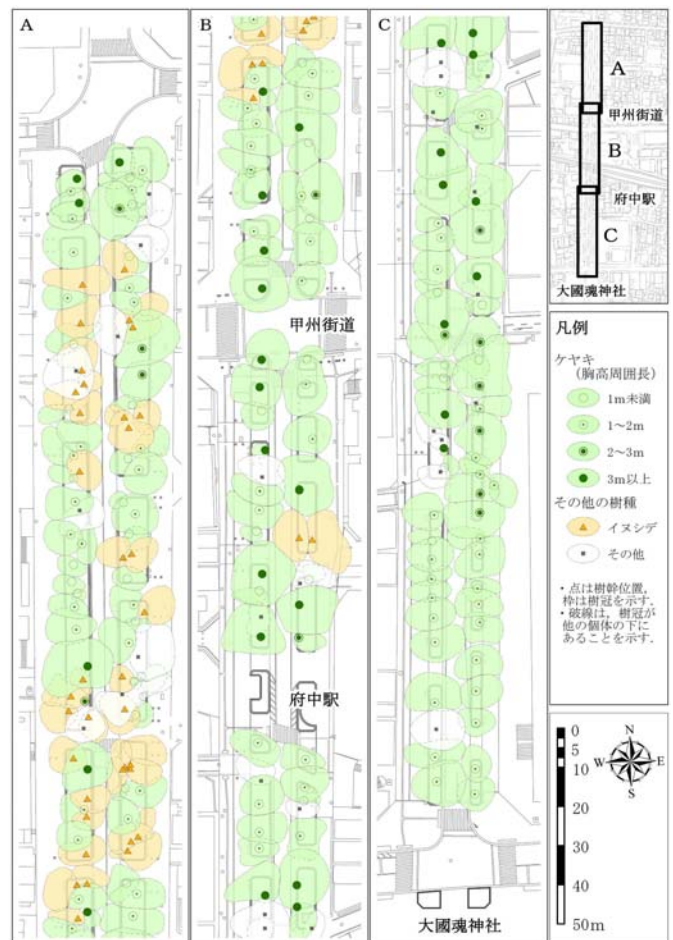 A
B
甲州街道
府中駅
C
大國魂神社
A
甲州街道
B
府中駅
C
大國魂神社
凡例
ケヤキ
(胸高周囲長)
1m未満
1〜2m
2〜3m
3m以上
その他の樹種
イヌシデ
その他
・点は樹幹位置,
枠は樹冠を示す.
・破線は, 樹冠が
他の個体の下に
あることを示す.
0
5
10
20
30
40
50m
N
W E
S